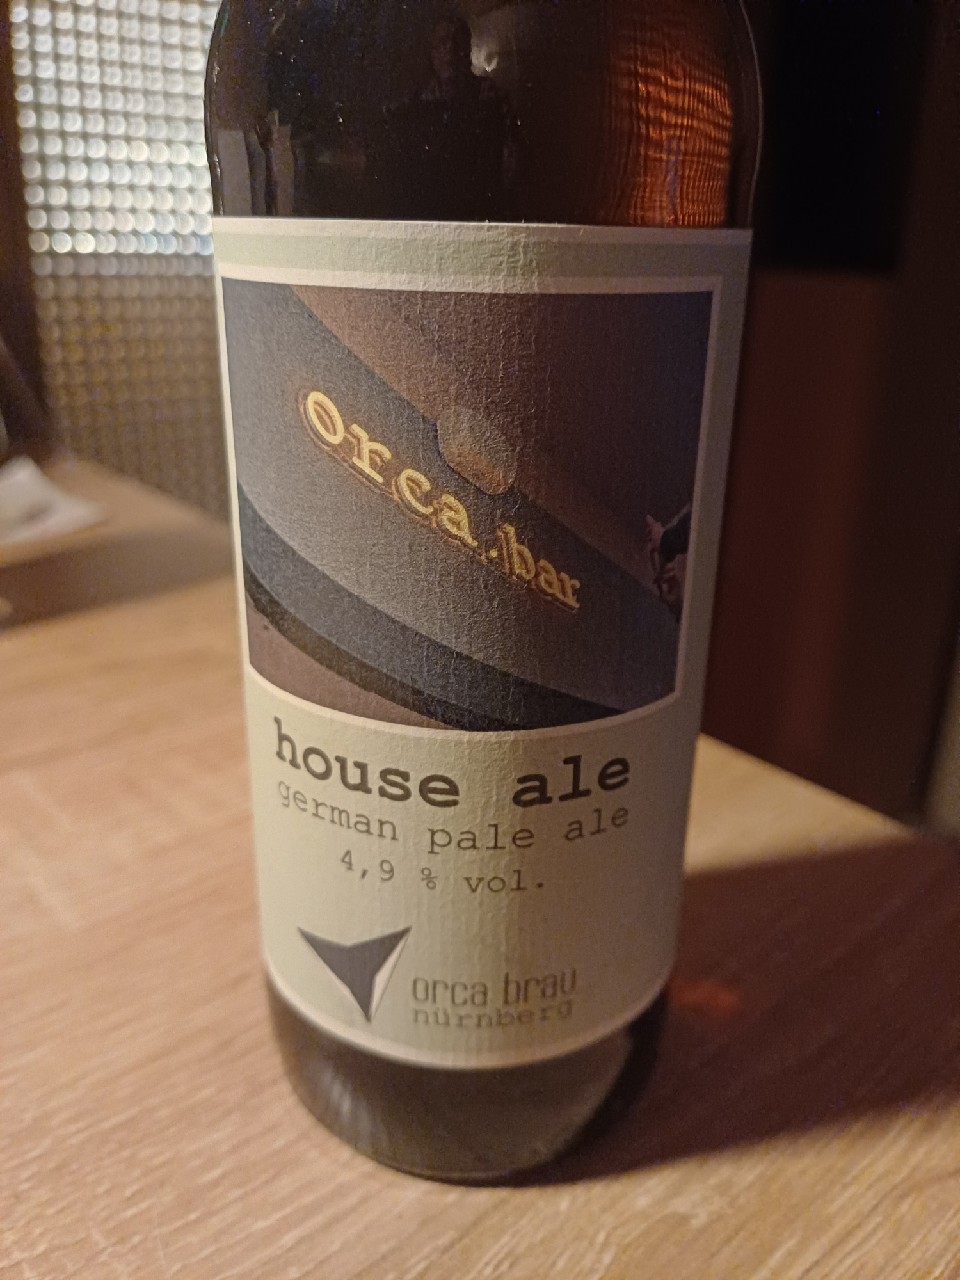 orca.bar
house ale
german pale ale
4,9 % vol.
orca brau
nürnberg